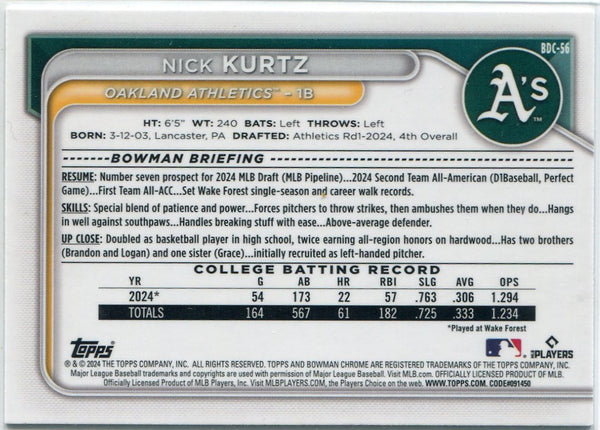 BDC-56
NICK KURTZ
OAKLAND ATHLETICS™ – 1B
A's™
HT: 6'5" WT: 240 BATS: Left THROWS: Left
BORN: 3-12-03, Lancaster, PA DRAFTED: Athletics Rd1-2024, 4th Overall
BOWMAN BRIEFING
RESUME: Number seven prospect for 2024 MLB Draft (MLB Pipeline)...2024 Second Team All-American (D1Baseball, Perfect
Game)...First Team All-ACC...Set Wake Forest single-season and career walk records.
SKILLS: Special blend of patience and power...Forces pitchers to throw strikes, then ambushes them when they do...Hangs
in well against southpaws...Handles breaking stuff with ease...Above-average defender.
UP CLOSE: Doubled as basketball player in high school, twice earning all-region honors on hardwood...Has two brothers
(Brandon and Logan) and one sister (Grace)...initially recruited as left-handed pitcher.
COLLEGE BATTING RECORD
YR G AB HR RBI SLG AVG OPS
2024* 54 173 22 57 .763 .306 1.294
TOTALS 164 567 61 182 .725 .333 1.234
*Played at Wake Forest
Topps
PLAYERS
® & © 2024 THE TOPPS COMPANY, INC. ALL RIGHTS RESERVED. TOPPS AND BOWMAN CHROME ARE REGISTERED TRADEMARKS OF THE TOPPS COMPANY, INC.
Major League Baseball trademarks and copyrights are used with permission of Major League Baseball. Visit MLB.com. OFFICIALLY LICENSED PRODUCT OF MLB.
Officially Licensed Product of MLB Players, Inc. Visit MLBPLAYERS.com, the Players Choice on the web. WWW.TOPPS.COM. CODE#091450